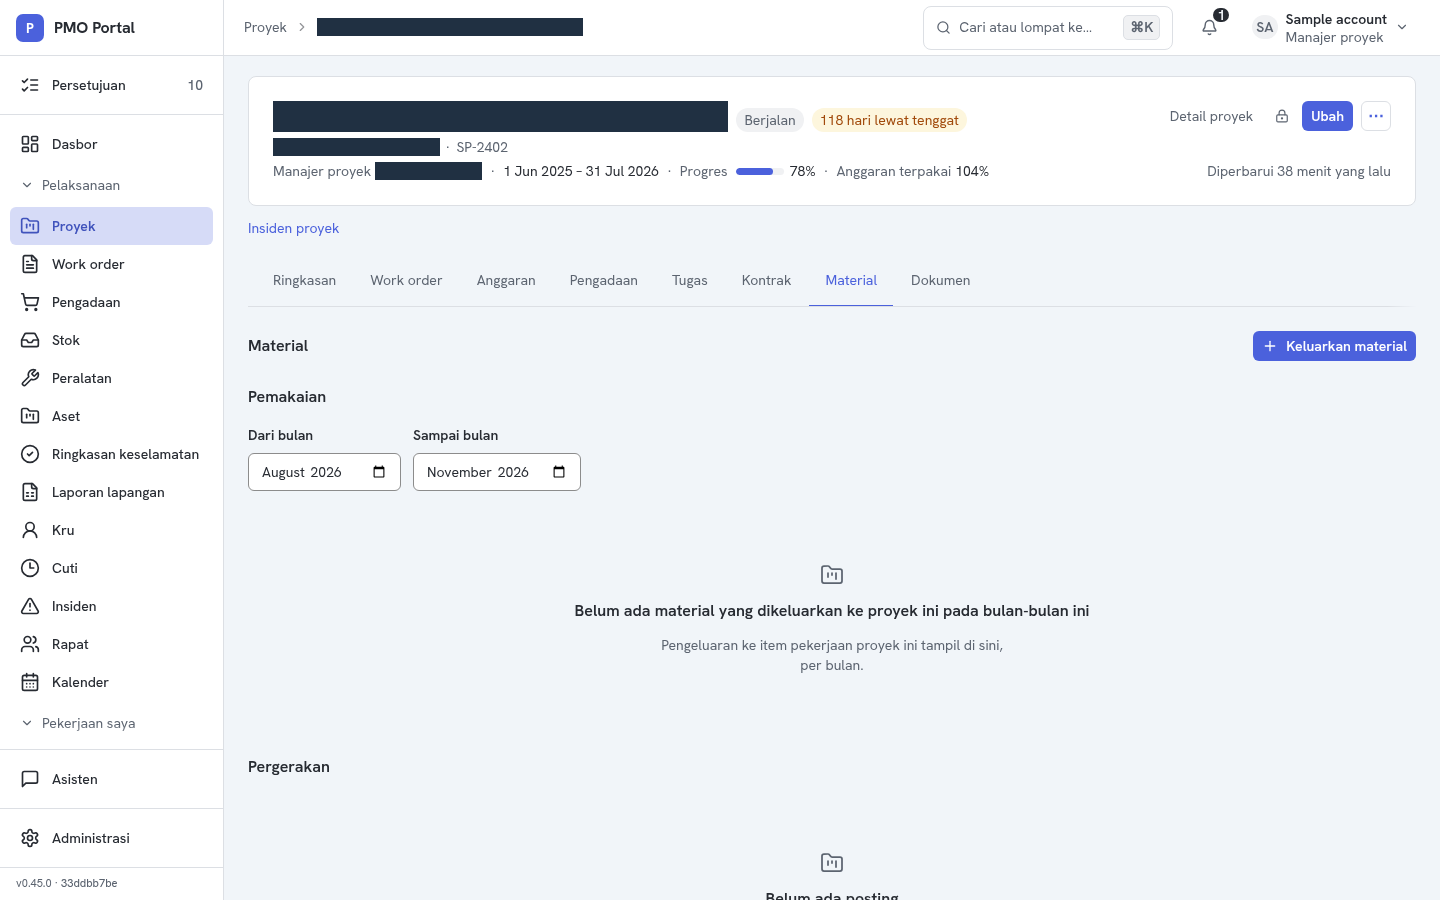 P PMO Portal
Persetujuan 10
Dasbor
Pelaksanaan
Proyek
Work order
Pengadaan
Stok
Peralatan
Aset
Ringkasan keselamatan
Laporan lapangan
Kru
Cuti
Insiden
Rapat
Kalender
Pekerjaan saya
Asisten
Administrasi
v0.45.0 · 33ddbb7be
Proyek
Cari atau lompat ke... ⌘K
1
SA Sample account
Manajer proyek
Berjalan 118 hari lewat tenggat
Detail proyek Ubah
· SP-2402
Manajer proyek · 1 Jun 2025 – 31 Jul 2026 · Progres 78% · Anggaran terpakai 104%
Diperbarui 38 menit yang lalu
Insiden proyek
Ringkasan Work order Anggaran Pengadaan Tugas Kontrak Material Dokumen
Material
Keluarkan material
Pemakaian
Dari bulan Sampai bulan
August 2026 November 2026
Belum ada material yang dikeluarkan ke proyek ini pada bulan-bulan ini
Pengeluaran ke item pekerjaan proyek ini tampil di sini,
per bulan.
Pergerakan
Belum ada posting